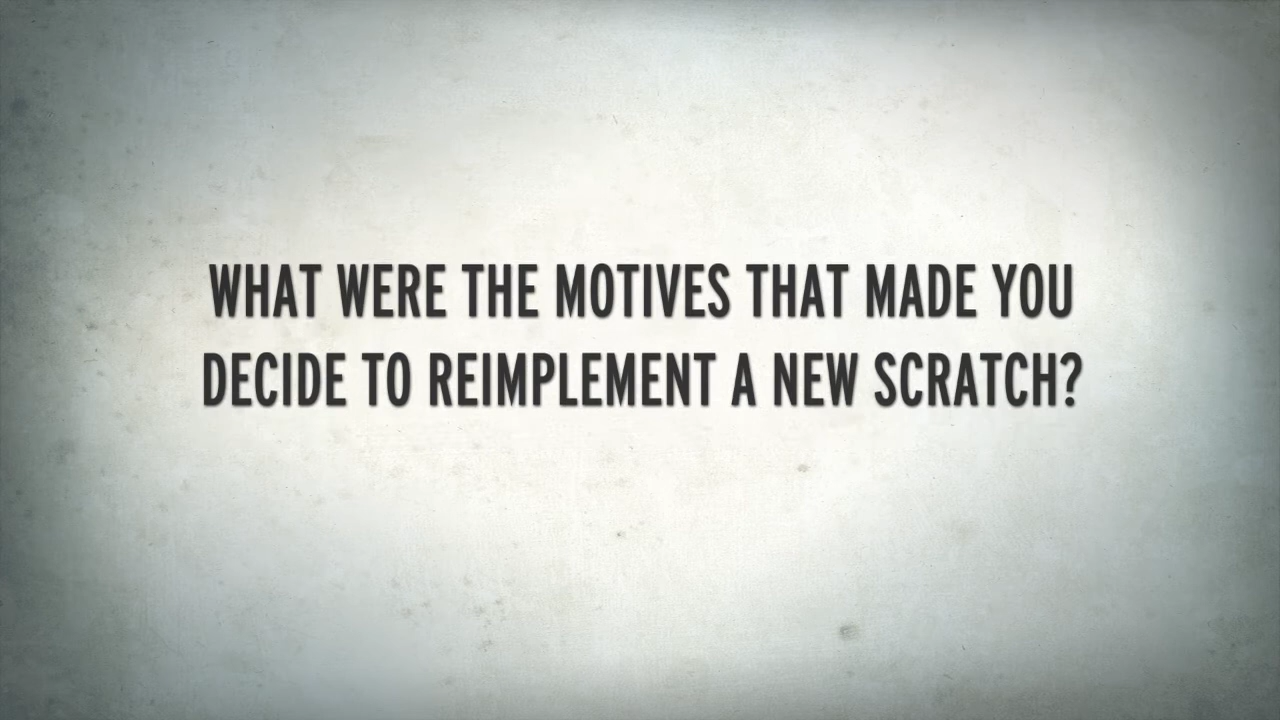 WHAT WERE THE MOTIVES THAT MADE YOU
DECIDE TO REIMPLEMENT A NEW SCRATCH?